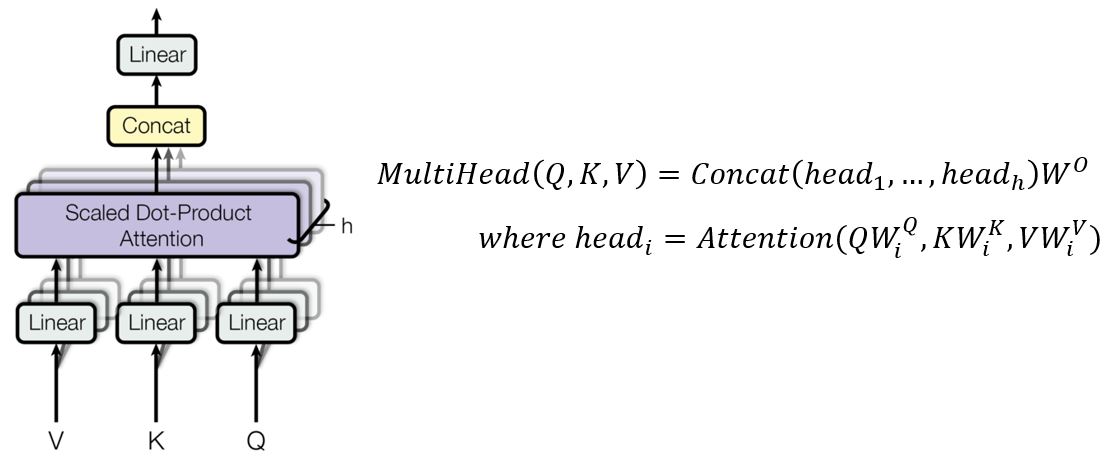 Linear
Concat
Scaled Dot-Product
Attention
h
Linear Linear Linear
V K Q
MultiHead(Q, K, V) = Concat(head₁, ..., headₕ)W^O
where headᵢ = Attention(QWᵢ^Q, KWᵢ^K, VWᵢ^V)